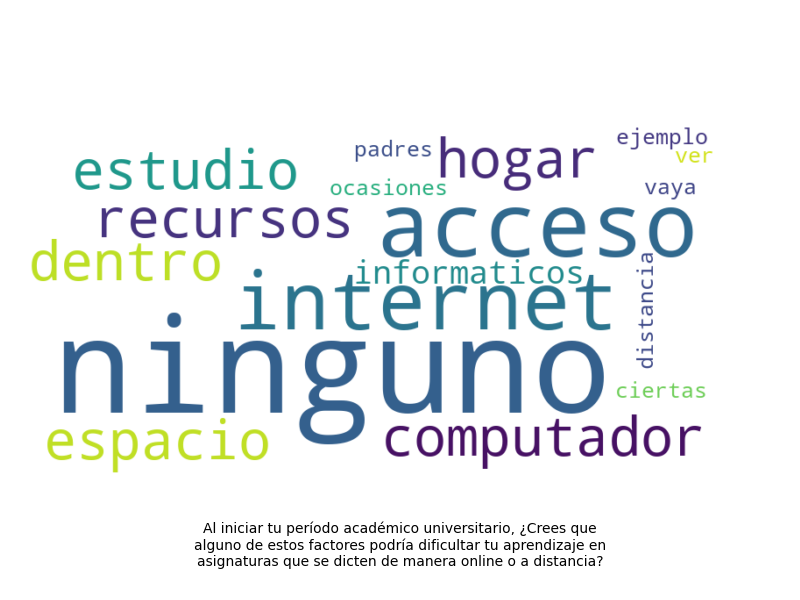 ejemplo
padres
hogar
ver
estudio
ocasiones
vaya
recursos
acceso
dentro
informaticos
internet
distancia
ninguno
ciertas
espacio
computador
Al iniciar tu período académico universitario, ¿Crees que
alguno de estos factores podría dificultar tu aprendizaje en
asignaturas que se dicten de manera online o a distancia?